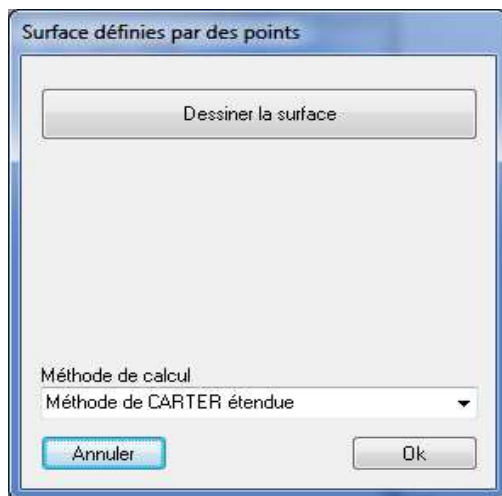 Surface définies par des points
Dessiner la surface
Méthode de calcul
Méthode de CARTER étendue
Annuler
Ok